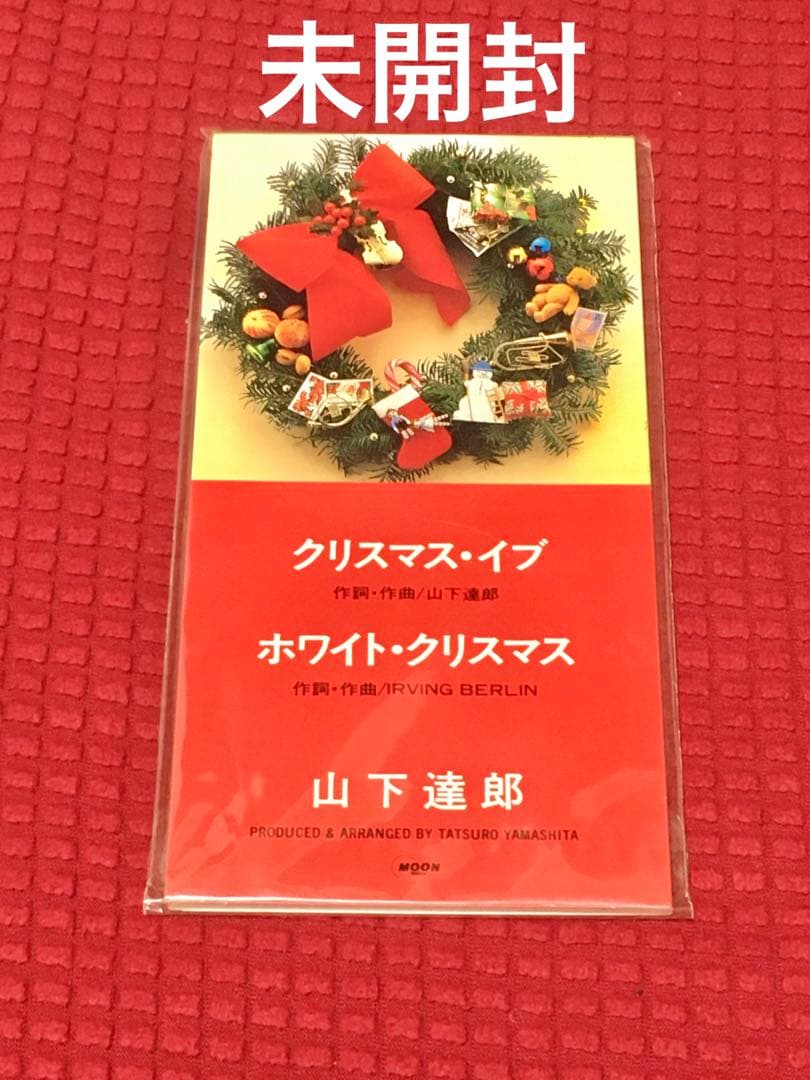 未開封
クリスマス・イブ
作詞・作曲/山下達郎
ホワイト・クリスマス
作詞・作曲/IRVING BERLIN
山下達郎
PRODUCED & ARRANGED BY TATSURO YAMASHITA
MOON